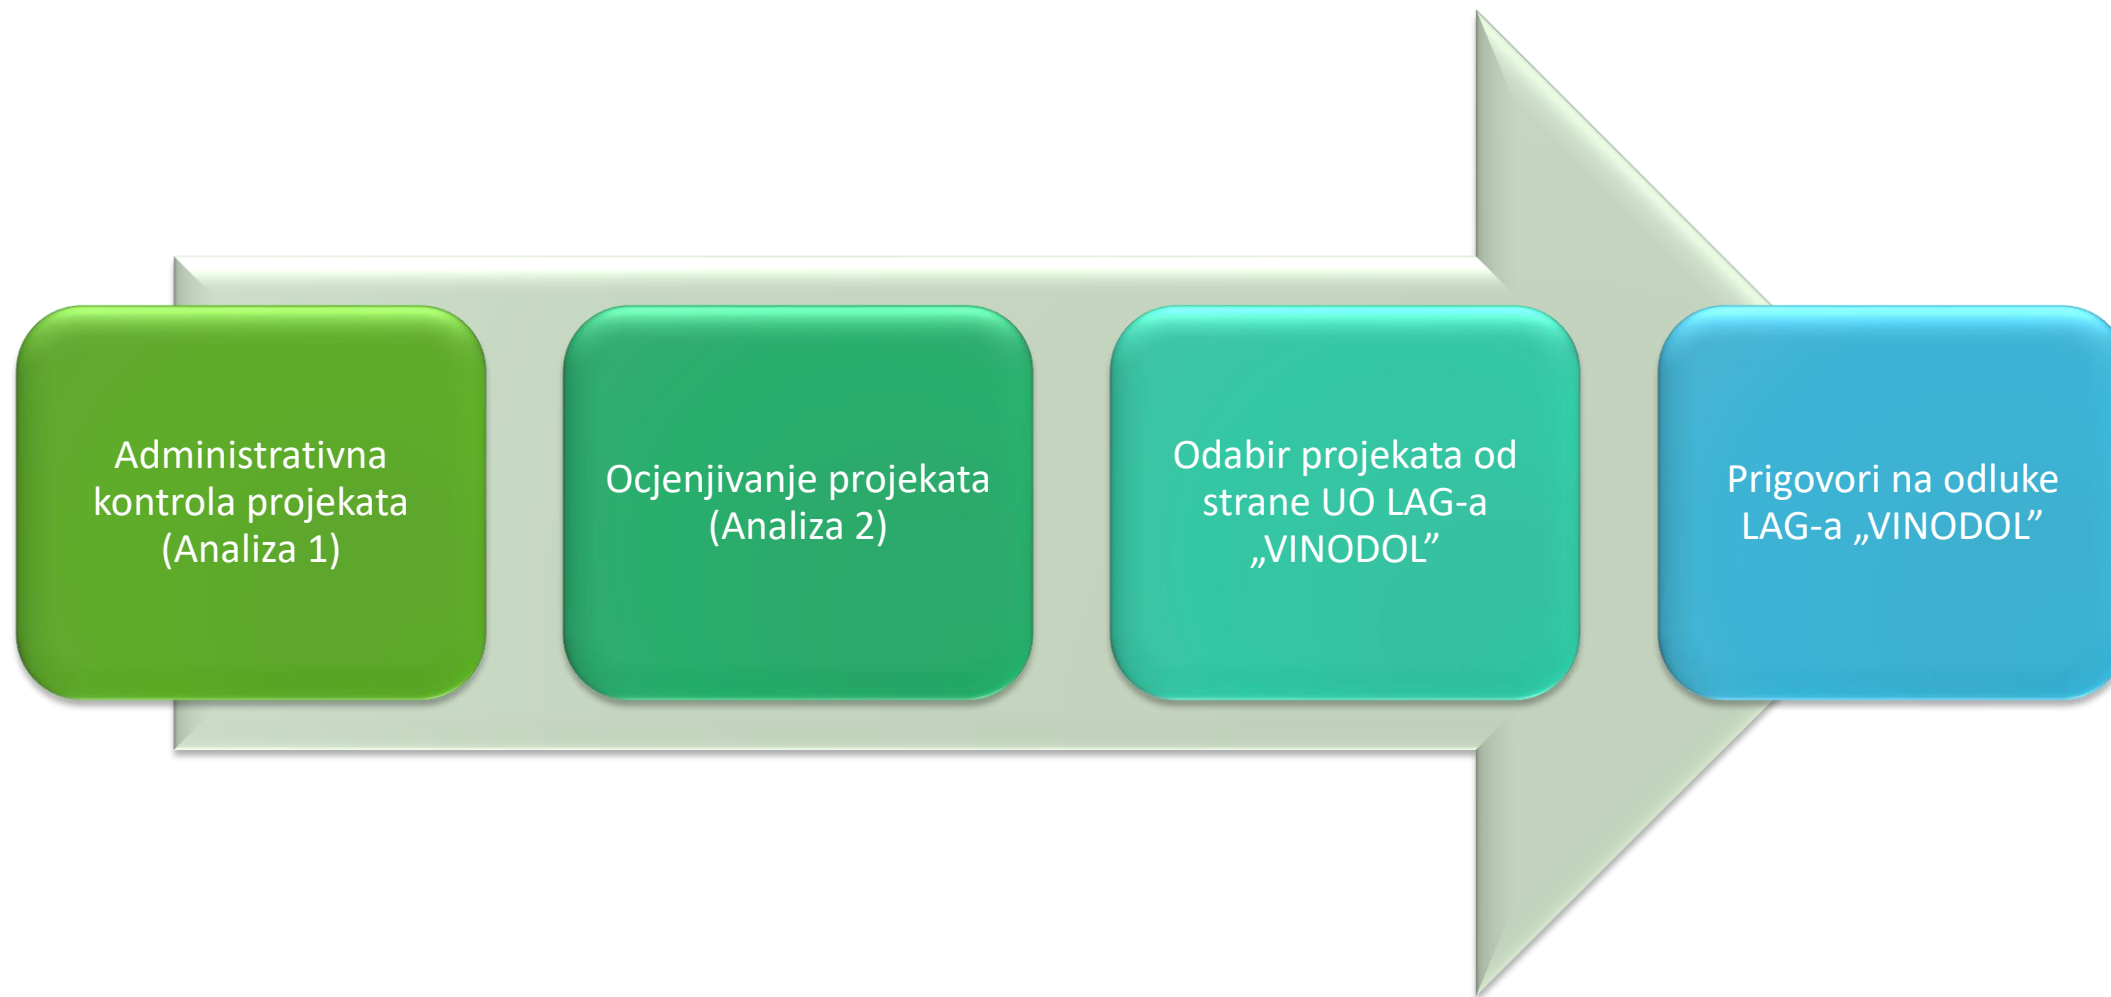 Administrativna
kontrola projekata
(Analiza 1)
Ocjenjivanje projekata
(Analiza 2)
Odabir projekata od
strane UO LAG-a
„VINODOL”
Prigovori na odluke
LAG-a „VINODOL”